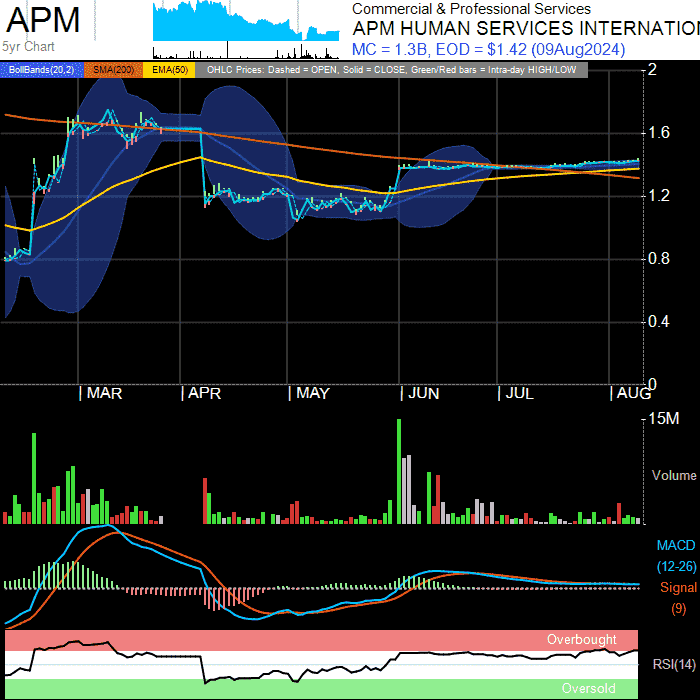 APM
5yr Chart
Commercial & Professional Services
APM HUMAN SERVICES INTERNATIO
MC = 1.3B, EOD = $1.42 (09Aug2024)
BollBands(20,2) SMA(200) EMA(50) OHLC Prices: Dashed = OPEN, Solid = CLOSE, Green/Red bars = Intra-day HIGH/LOW
2
1.6
1.2
0.8
0.4
0
| MAR | APR | MAY | JUN | JUL | AUG
15M
Volume
MACD
(12-26)
Signal
(9)
Overbought
RSI(14)
Oversold